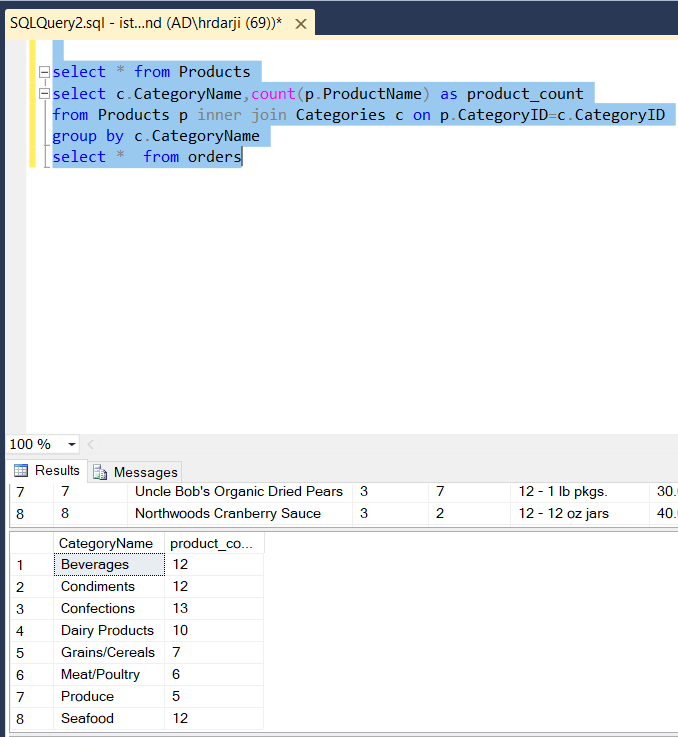 SQLQuery2.sql - ist...nd (AD\hrdarji (69))*
select * from Products
select c.CategoryName,count(p.ProductName) as product_count
from Products p inner join Categories c on p.CategoryID=c.CategoryID
group by c.CategoryName
select *  from orders
100 %
Results Messages
7 7 Uncle Bob's Organic Dried Pears 3 7 12 - 1 lb pkgs. 30.
8 8 Northwoods Cranberry Sauce 3 2 12 - 12 oz jars 40.
CategoryName product_co...
1 Beverages 12
2 Condiments 12
3 Confections 13
4 Dairy Products 10
5 Grains/Cereals 7
6 Meat/Poultry 6
7 Produce 5
8 Seafood 12